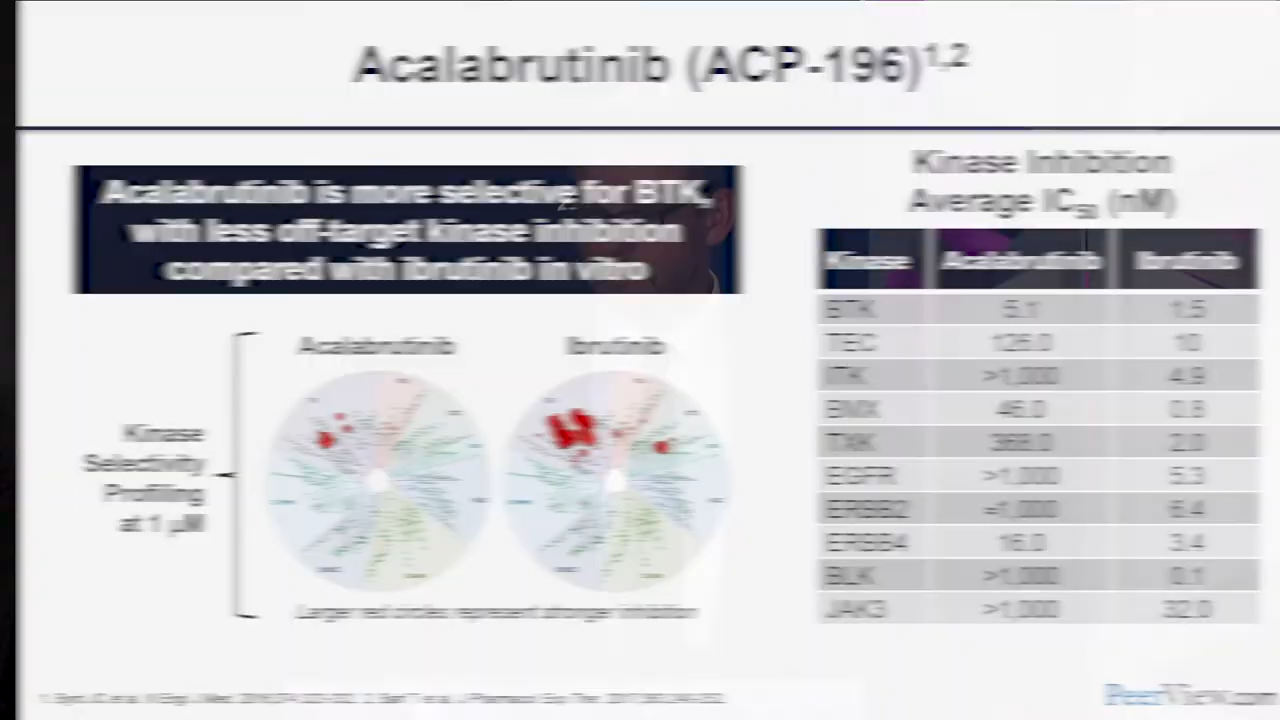 Acalabrutinib (ACP-196)1,2
Acalabrutinib is more selective for BTK,
with less off-target kinase inhibition
compared with ibrutinib in vitro
Kinase Inhibition
Average IC50 (nM)
Kinase Acalabrutinib Ibrutinib
BTK 5.1 1.5
TEC 126.0 10
ITK >1,000 4.9
BMX 46.0 0.8
TXK 368.0 2.0
EGFR >1,000 5.3
ERBB2 1,000 6.4
ERBB4 16.0 3.4
BLK >1,000 0.1
JAK3 >1,000 32.0
Acalabrutinib Ibrutinib
Kinase
Selectivity
Profiling
at 1 µM
Larger red circles represent stronger inhibition
PeerView.com